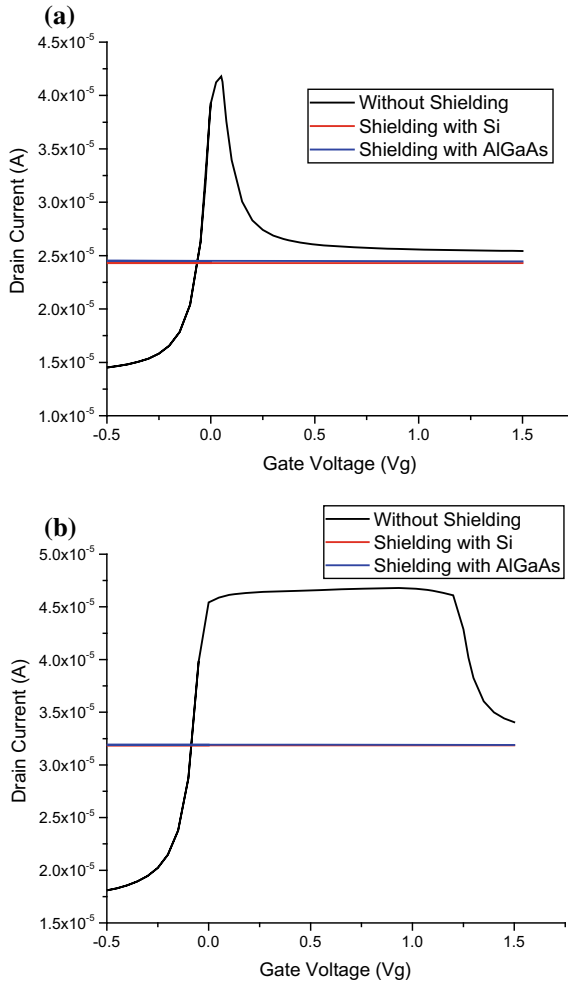 (a)
4.5x10⁻⁵
4.0x10⁻⁵
3.5x10⁻⁵
3.0x10⁻⁵
2.5x10⁻⁵
2.0x10⁻⁵
1.5x10⁻⁵
1.0x10⁻⁵
Drain Current (A)
Without Shielding
Shielding with Si
Shielding with AlGaAs
-0.5 0.0 0.5 1.0 1.5
Gate Voltage (Vg)
(b)
5.0x10⁻⁵
4.5x10⁻⁵
4.0x10⁻⁵
3.5x10⁻⁵
3.0x10⁻⁵
2.5x10⁻⁵
2.0x10⁻⁵
1.5x10⁻⁵
Drain Current (A)
Without Shielding
Shielding with Si
Shielding with AlGaAs
-0.5 0.0 0.5 1.0 1.5
Gate Voltage (Vg)